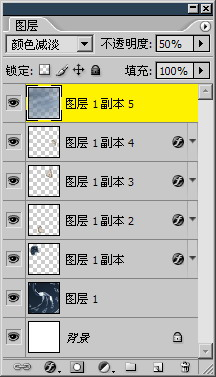 图层
颜色减淡 不透明度: 50%
锁定: 填充: 100%
图层 1 副本 5
图层 1 副本 4
图层 1 副本 3
图层 1 副本 2
图层 1 副本
图层 1
背景